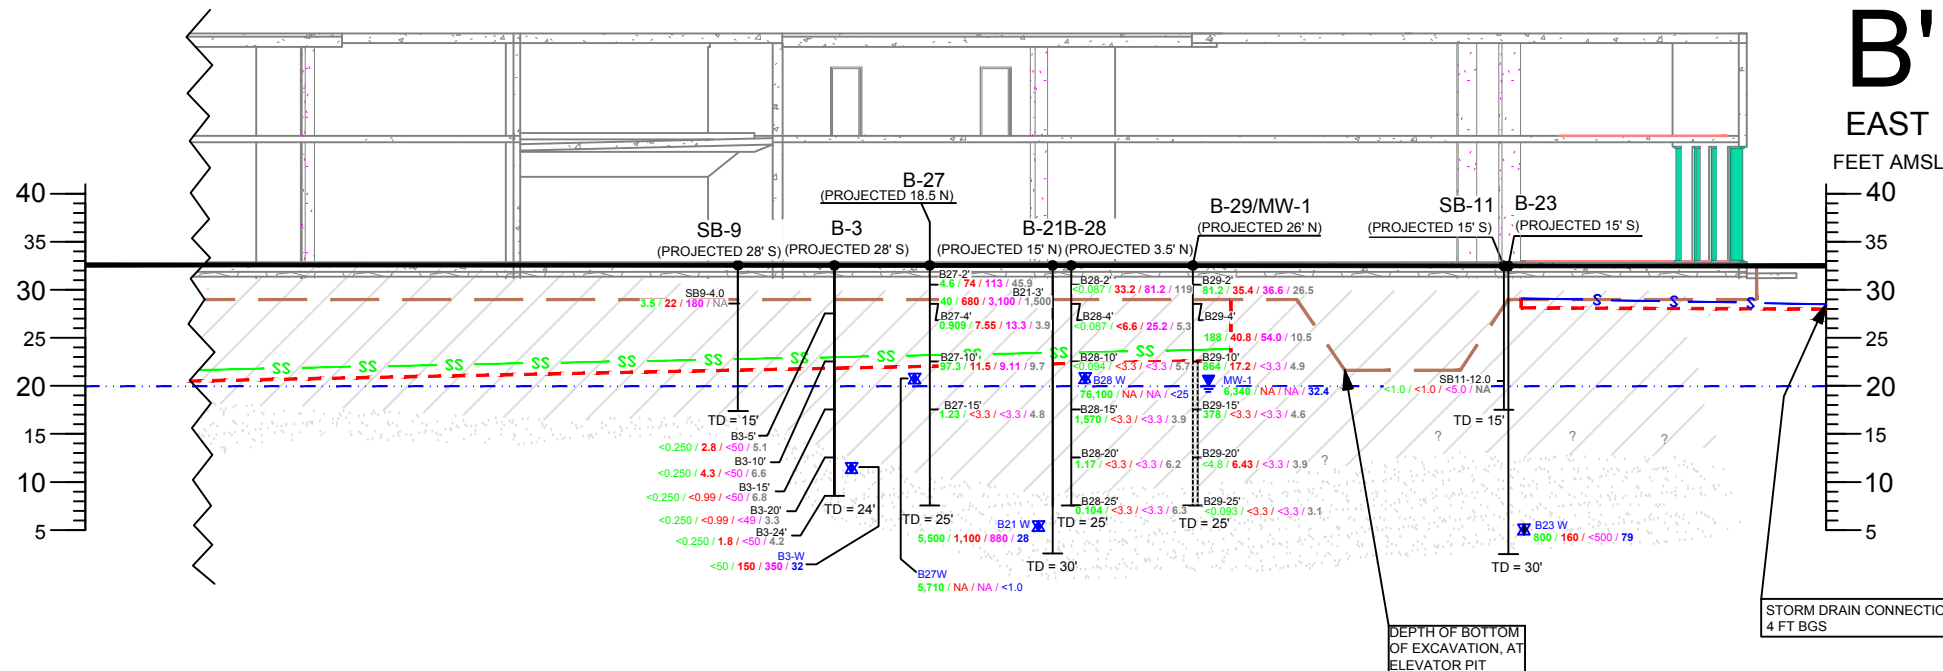 B'
EAST
FEET AMSL
40
35
30
25
20
15
10
5
40
35
30
25
20
15
10
5
SB-9
(PROJECTED 28' S)
B-3
(PROJECTED 28' S)
B-27
(PROJECTED 18.5 N)
B-21
(PROJECTED 15' N)
B-28
(PROJECTED 3.5' N)
B-29/MW-1
(PROJECTED 26' N)
SB-11
(PROJECTED 15' S)
B-23
(PROJECTED 15' S)
SB9-4.0
3.5 / 22 / 180 / NA
TD = 15'
B3-5'
<0.250 / 2.8 / <50 / 5.1
B3-10'
<0.250 / 4.3 / <50 / 6.6
B3-15'
<0.250 / <0.99 / <50 / 6.8
B3-20'
<0.250 / <0.99 / <49 / 3.3
B3-24'
<0.250 / 1.8 / <50 / 4.2
B3-W
<50 / 150 / 350 / 32
TD = 24'
B27-2'
4.6 / 74 / 113 / 45.9
B21-3'
40 / 680 / 3,100 / 1,500
B27-4'
0.909 / 7.55 / 13.3 / 3.9
B27-10'
97.3 / 11.5 / 9.11 / 9.7
B27-15'
1.23 / <3.3 / <3.3 / 4.8
TD = 25'
B27W
5,710 / NA / NA / <1.0
B21 W
5,500 / 1,100 / 880 / 28
TD = 30'
B28-2'
<0.087 / 33.2 / 81.2 / 119
B28-4'
<0.087 / <6.6 / 25.2 / 5.3
B28-10'
<0.094 / <3.3 / <3.3 / 5.7
B28 W
76,100 / NA / NA / <25
B28-15'
1,570 / <3.3 / <3.3 / 3.9
B28-20'
1.17 / <3.3 / <3.3 / 6.2
B28-25'
0.104 / <3.3 / <3.3 / 6.3
TD = 25'
B29-2'
81.2 / 35.4 / 36.6 / 26.5
B29-4'
188 / 40.8 / 54.0 / 10.5
B29-10'
864 / 17.2 / <3.3 / 4.9
MW-1
6,340 / NA / NA / 32.4
B29-15'
378 / <3.3 / <3.3 / 4.6
B29-20'
<4.8 / 6.43 / <3.3 / 3.9
B29-25'
<0.093 / <3.3 / <3.3 / 3.1
TD = 25'
SB11-12.0
<1.0 / <1.0 / <5.0 / NA
TD = 15'
B23 W
800 / 160 / <500 / 79
TD = 30'
SS SS SS SS SS SS SS
S S S
? ? ? ?
DEPTH OF BOTTOM
OF EXCAVATION, AT
ELEVATOR PIT
STORM DRAIN CONNECTIO
4 FT BGS